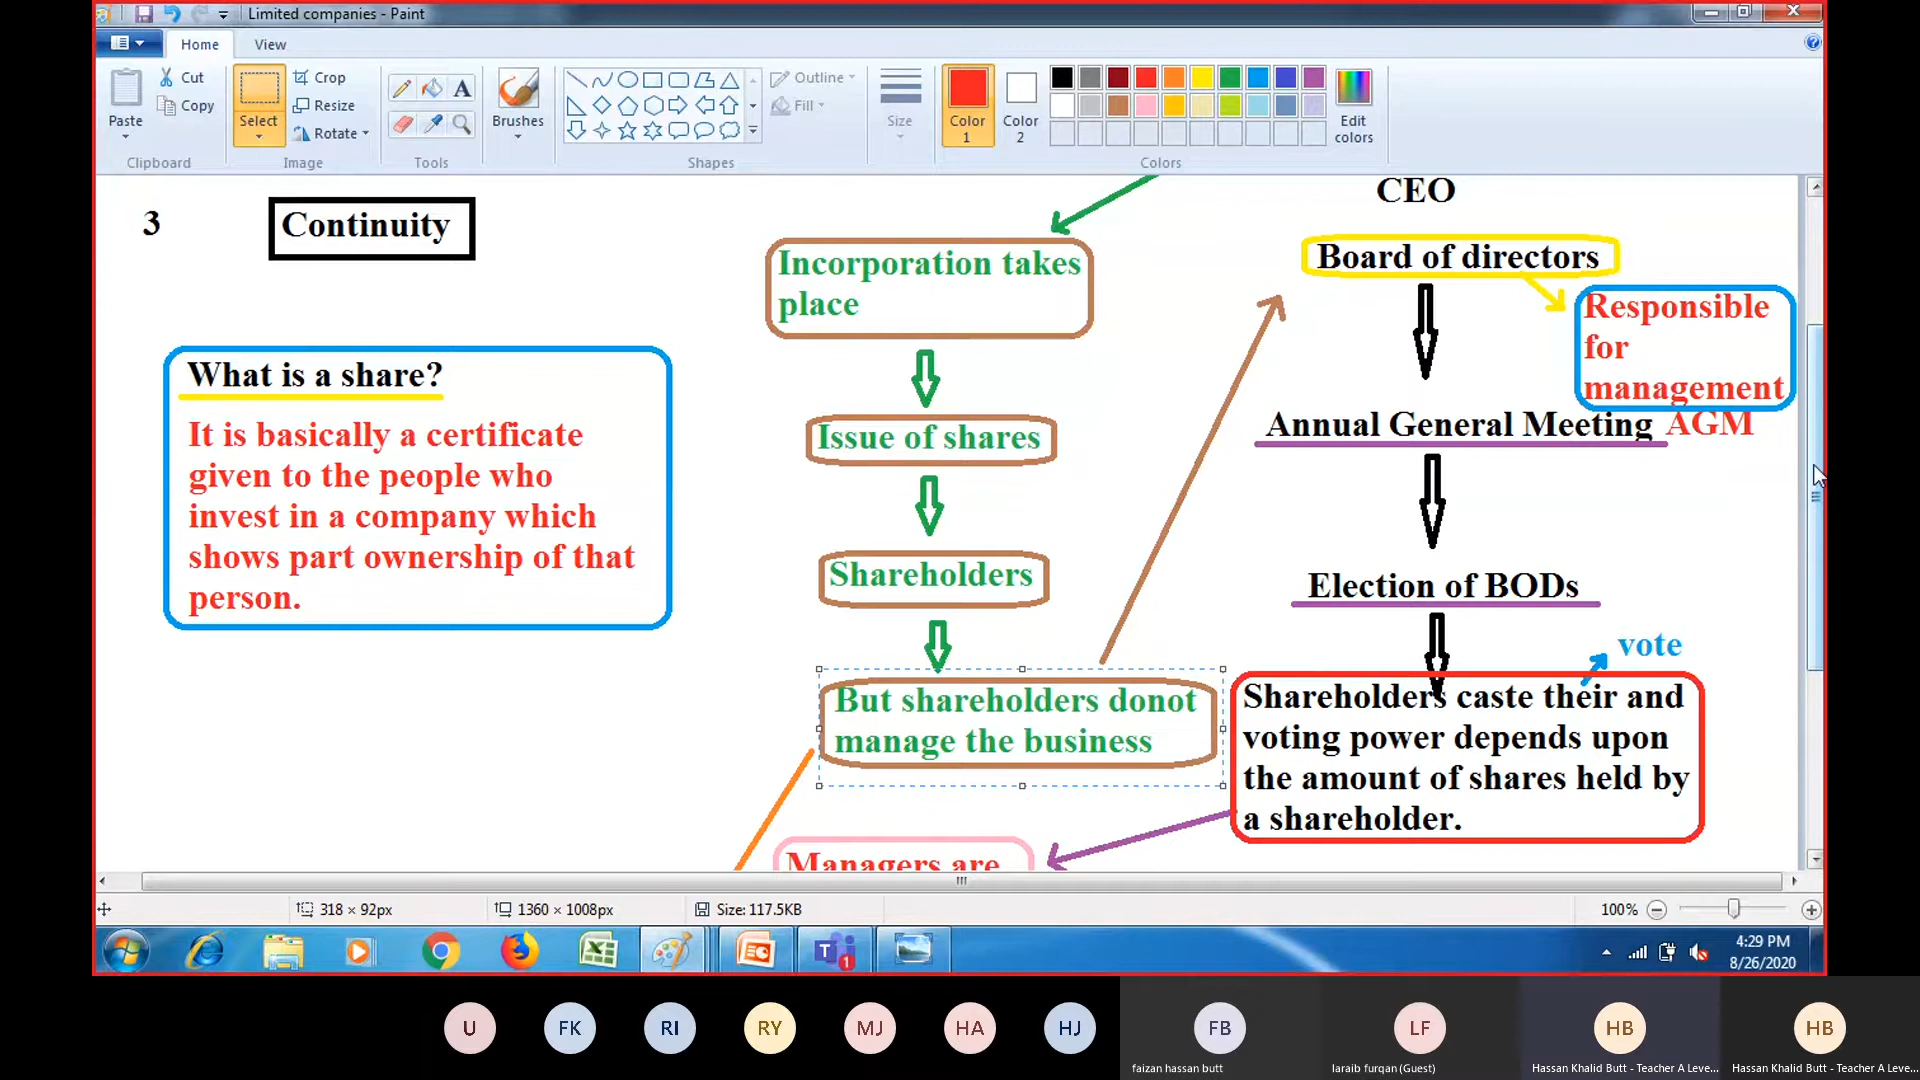 Limited companies - Paint
Home
View
Paste
Cut
Copy
Clipboard
Select
Crop
Resize
Rotate
Image
A
Tools
Brushes
Shapes
Outline
Fill
Size
Color
1
Color
2
Edit
colors
Colors
3
Continuity
What is a share?
It is basically a certificate
given to the people who
invest in a company which
shows part ownership of that
person.
Incorporation takes
place
Issue of shares
Shareholders
But shareholders donot
manage the business
Managers are
CEO
Board of directors
Responsible
for
management
Annual General Meeting AGM
Election of BODs
vote
Shareholders caste their and
voting power depends upon
the amount of shares held by
a shareholder.
318 × 92px
1360 × 1008px
Size: 117.5KB
100%
T
1
4:29 PM
8/26/2020
U
FK
RI
RY
MJ
HA
HJ
FB
LF
HB
HB
faizan hassan butt
laraib furqan (Guest)
Hassan Khalid Butt - Teacher A Leve...
Hassan Khalid Butt - Teacher A Leve...